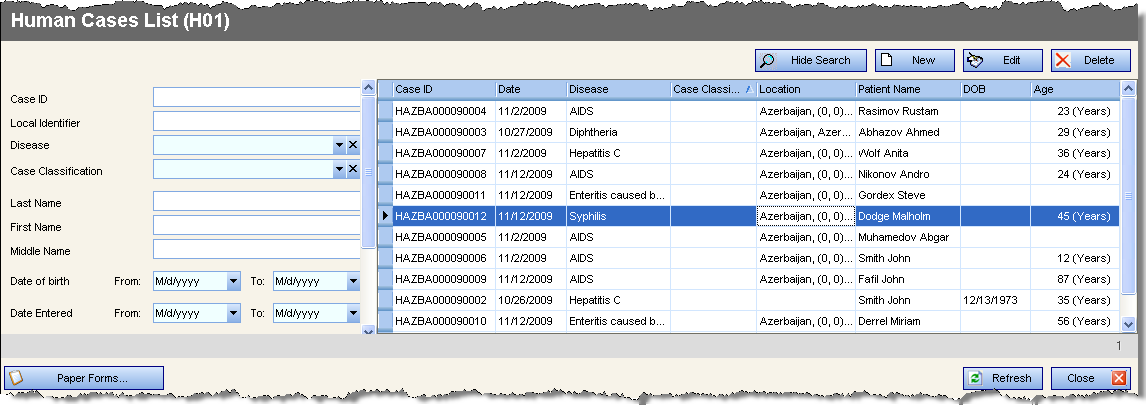 Human Cases List (H01)
Hide Search New Edit Delete
Case ID
Local Identifier
Disease
Case Classification
Last Name
First Name
Middle Name
Date of birth From: M/d/yyyy To: M/d/yyyy
Date Entered From: M/d/yyyy To: M/d/yyyy
Case ID Date Disease Case Classi... Location Patient Name DOB Age
HAZBA000090004 11/2/2009 AIDS Azerbaijan, (0, 0)... Rasimov Rustam 23 (Years)
HAZBA000090003 10/27/2009 Diphtheria Azerbaijan, Azer... Abhazov Ahmed 29 (Years)
HAZBA000090007 11/2/2009 Hepatitis C Azerbaijan, (0, 0)... Wolf Anita 36 (Years)
HAZBA000090008 11/12/2009 AIDS Azerbaijan, (0, 0)... Nikonov Andro 24 (Years)
HAZBA000090011 11/12/2009 Enteritis caused b... Azerbaijan, (0, 0)... Gordex Steve
HAZBA000090012 11/12/2009 Syphilis Azerbaijan, (0, 0)... Dodge Malholm 45 (Years)
HAZBA000090005 11/2/2009 AIDS Azerbaijan, (0, 0)... Muhamedov Abgar
HAZBA000090006 11/2/2009 AIDS Azerbaijan, (0, 0)... Smith John 12 (Years)
HAZBA000090009 11/12/2009 AIDS Azerbaijan, (0, 0)... Fafil John 87 (Years)
HAZBA000090002 10/26/2009 Hepatitis C Smith John 12/13/1973 35 (Years)
HAZBA000090010 11/12/2009 Enteritis caused b... Azerbaijan, (0, 0)... Derrel Miriam 56 (Years)
1
Paper Forms... Refresh Close